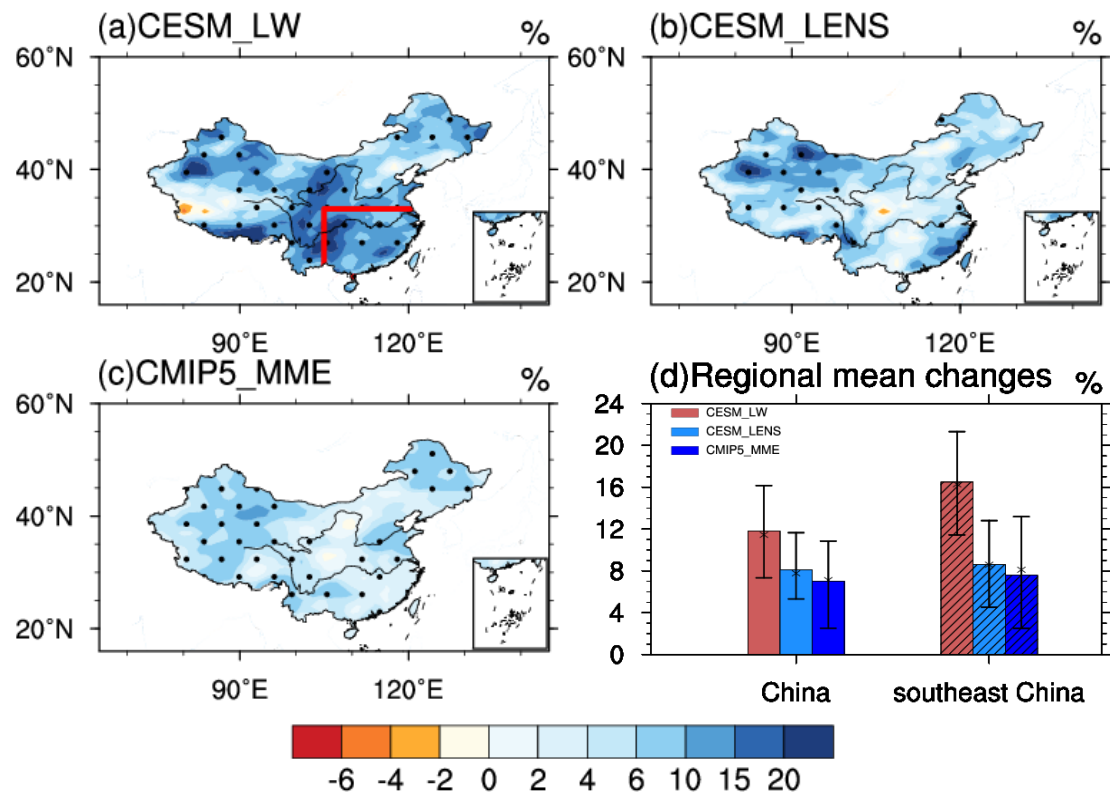 (a)CESM_LW %
60°N
40°N
20°N
90°E 120°E
(b)CESM_LENS %
60°N
40°N
20°N
90°E 120°E
(c)CMIP5_MME %
60°N
40°N
20°N
90°E 120°E
(d)Regional mean changes %
24
20
16
12
8
4
0
CESM_LW
CESM_LENS
CMIP5_MME
China southeast China
-6 -4 -2 0 2 4 6 10 15 20